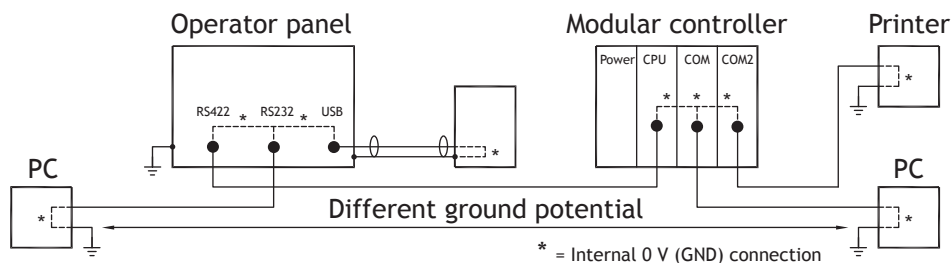 Operator panel
Modular controller
Printer
Power CPU COM COM2
*
* * *
RS422 * RS232 * USB
*
PC
PC
*
*
Different ground potential
* = Internal 0 V (GND) connection